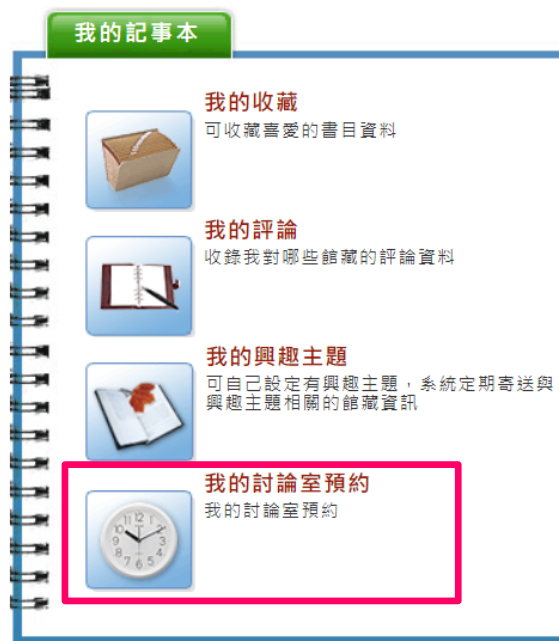 我的記事本
我的收藏
可收藏喜愛的書目資料
我的評論
收錄我對哪些館藏的評論資料
我的興趣主題
可自己設定有興趣主題，系統定期寄送與
興趣主題相關的館藏資訊
我的討論室預約
我的討論室預約